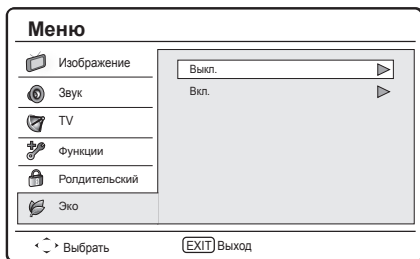 Меню
Изображение
Звук
TV
Функции
Ролдительский
Эко
Выкл.
Вкл.
Выбрать
EXIT Выход